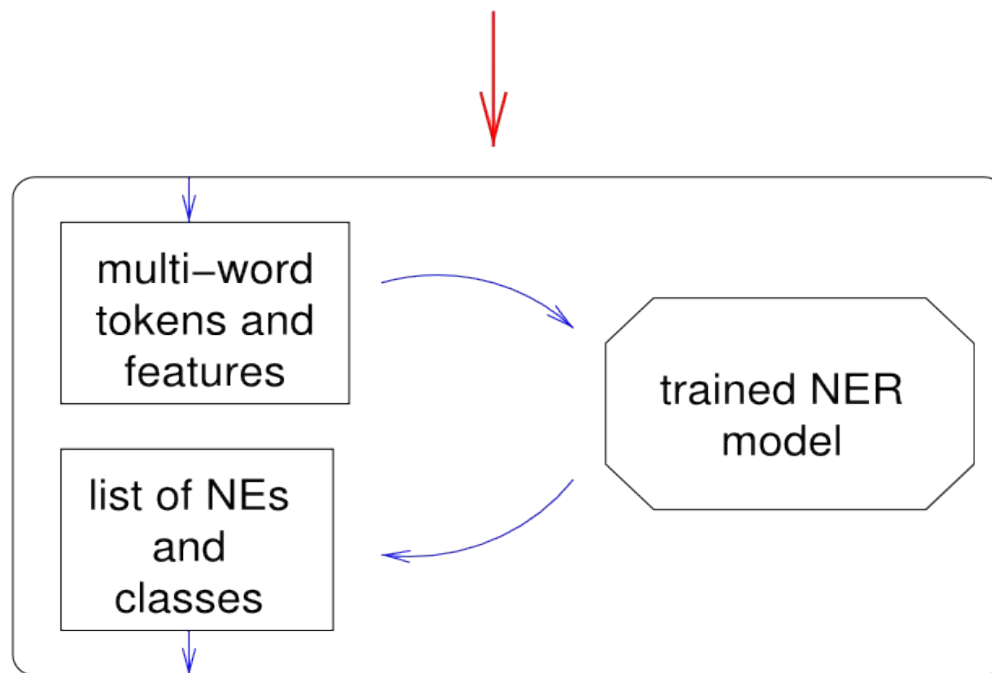 multi–word
tokens and
features
trained NER
model
list of NEs
and
classes